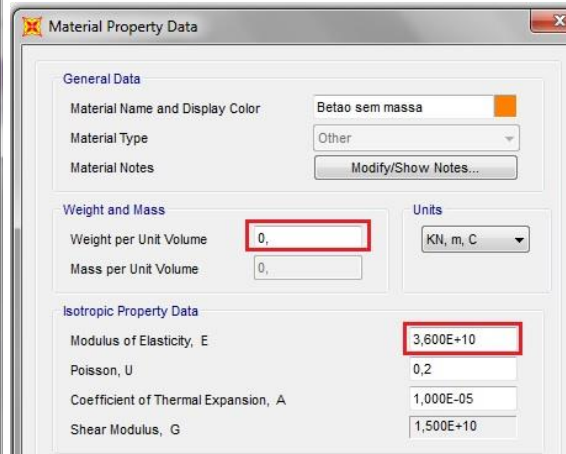 Material Property Data
General Data
Material Name and Display Color Betao sem massa
Material Type Other
Material Notes Modify/Show Notes...
Weight and Mass Units
Weight per Unit Volume 0, KN, m, C
Mass per Unit Volume 0,
Isotropic Property Data
Modulus of Elasticity, E 3,600E+10
Poisson, U 0,2
Coefficient of Thermal Expansion, A 1,000E-05
Shear Modulus, G 1,500E+10